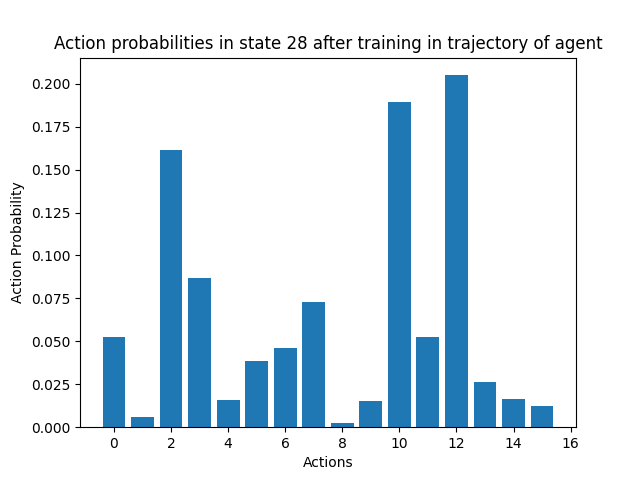 Action probabilities in state 28 after training in trajectory of agent
0.200
0.175
0.150
0.125
0.100
0.075
0.050
0.025
0.000
Action Probability
0 2 4 6 8 10 12 14 16
Actions